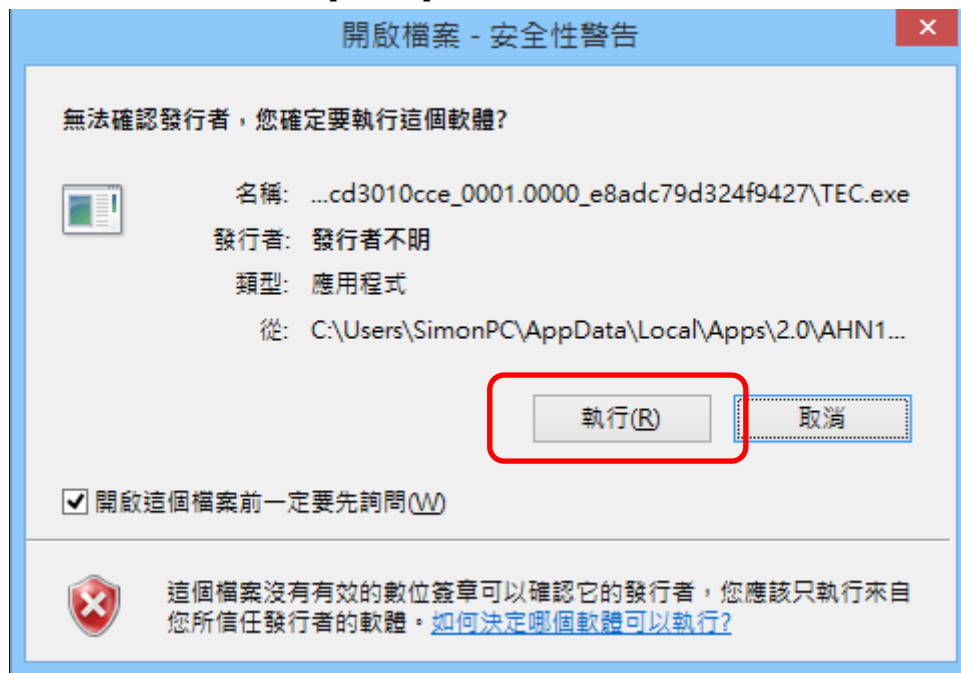 開啟檔案 - 安全性警告
無法確認發行者，您確定要執行這個軟體?
名稱: ...cd3010cce_0001.0000_e8adc79d324f9427\TEC.exe
發行者: 發行者不明
類型: 應用程式
從: C:\Users\SimonPC\AppData\Local\Apps\2.0\AHN1...
執行(R) 取消
開啟這個檔案前一定要先詢問(W)
這個檔案沒有有效的數位簽章可以確認它的發行者，您應該只執行來自
您所信任發行者的軟體。如何決定哪個軟體可以執行?